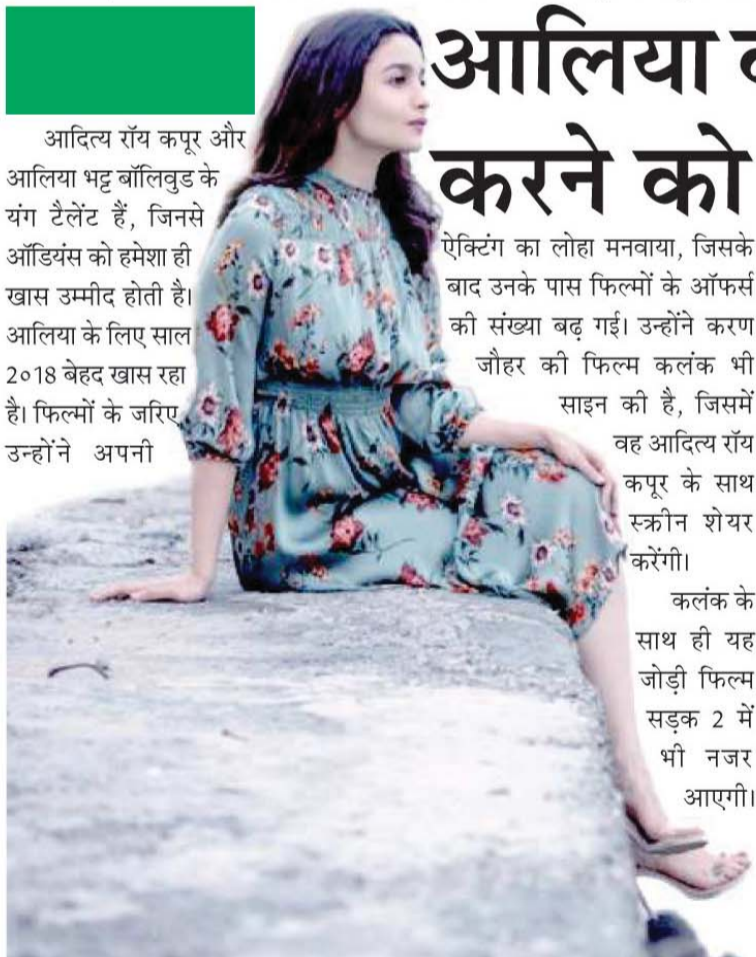 आलिया
करने को
आदित्य रॉय कपूर और
आलिया भट्ट बॉलिवुड के
यंग टैलेंट हैं, जिनसे
ऑडियंस को हमेशा ही
खास उम्मीद होती है।
आलिया के लिए साल
2०18 बेहद खास रहा
है। फिल्मों के जरिए
उन्होंने अपनी
ऐक्टिंग का लोहा मनवाया, जिसके
बाद उनके पास फिल्मों के ऑफर्स
की संख्या बढ़ गई। उन्होंने करण
जौहर की फिल्म कलंक भी
साइन की है, जिसमें
वह आदित्य रॉय
कपूर के साथ
स्क्रीन शेयर
करेंगी।
कलंक के
साथ ही यह
जोड़ी फिल्म
सड़क 2 में
भी नजर
आएगी।